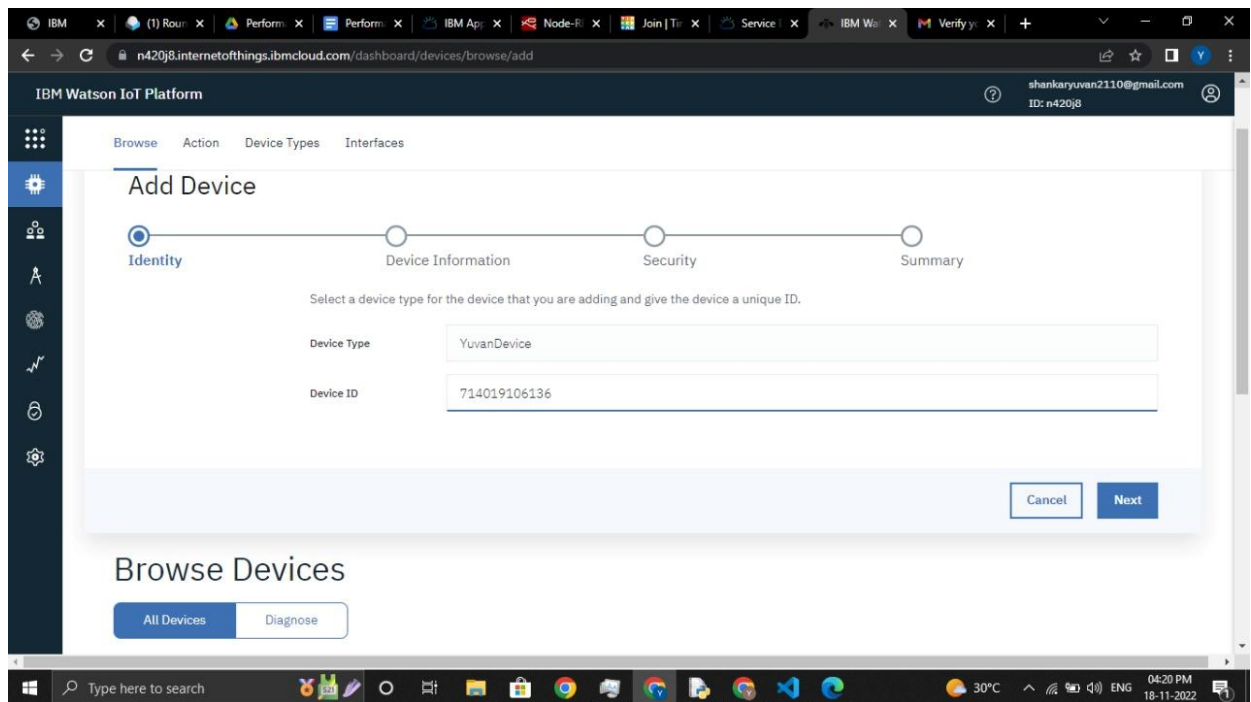 IBM
(1) Roun
Perform
Perform
IBM App
Node-R
Join | Tin
Service
IBM Wat
Verify yo
n420j8.internetofthings.ibmcloud.com/dashboard/devices/browse/add
Y
IBM Watson IoT Platform
shankaryuvan2110@gmail.com
ID: n420j8
Browse Action Device Types Interfaces
Add Device
Identity Device Information Security Summary
Select a device type for the device that you are adding and give the device a unique ID.
Device Type YuvanDevice
Device ID 714019106136
Cancel Next
Browse Devices
All Devices Diagnose
Type here to search
30°C ENG
04:20 PM
18-11-2022